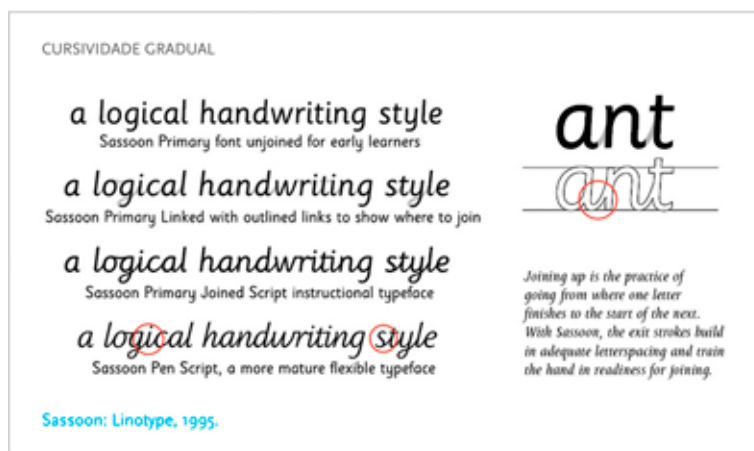 CURSIVIDADE GRADUAL
a logical handwriting style
Sassoon Primary font unjoined for early learners
a logical handwriting style
Sassoon Primary Linked with outlined links to show where to join
a logical handwriting style
Sassoon Primary Joined Script instructional typeface
a logical handwriting style
Sassoon Pen Script, a more mature flexible typeface
Sassoon: Linotype, 1995.
ant
ant
Joining up is the practice of
going from where one letter
finishes to the start of the next.
With Sassoon, the exit strokes build
in adequate letterspacing and train
the hand in readiness for joining.